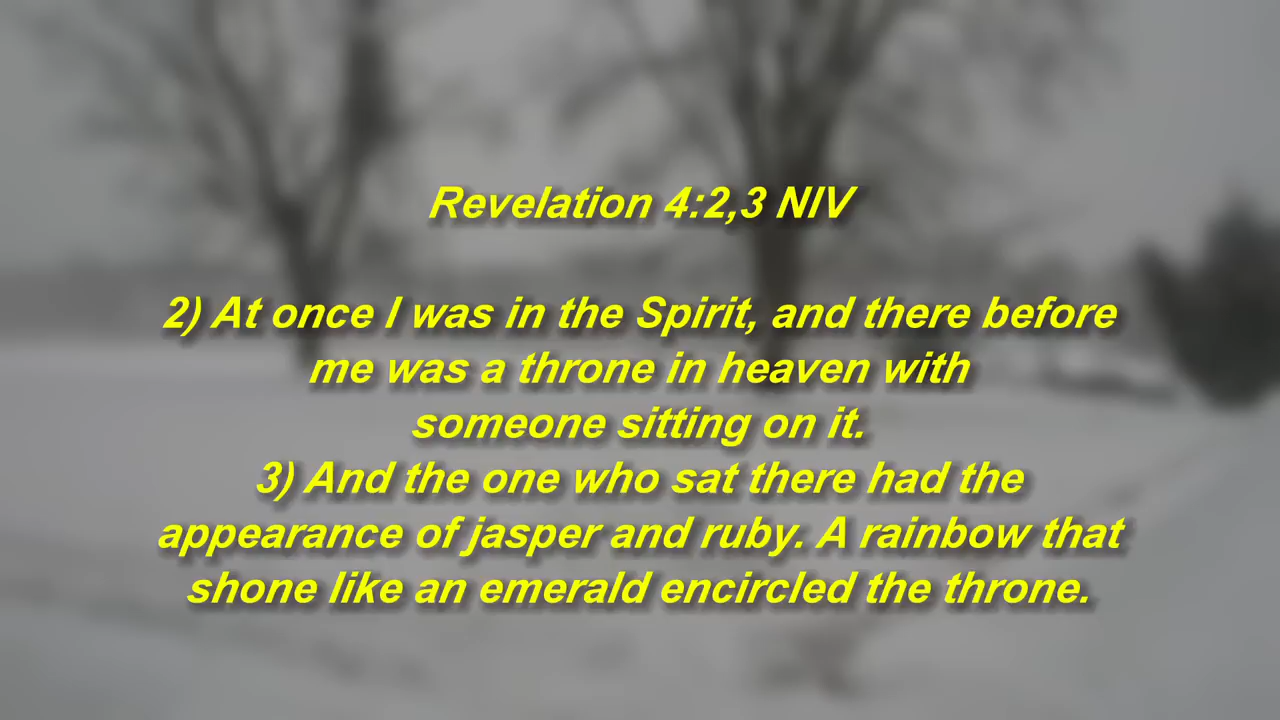 Revelation 4:2,3 NIV
2) At once I was in the Spirit, and there before
me was a throne in heaven with
someone sitting on it.
3) And the one who sat there had the
appearance of jasper and ruby. A rainbow that
shone like an emerald encircled the throne.